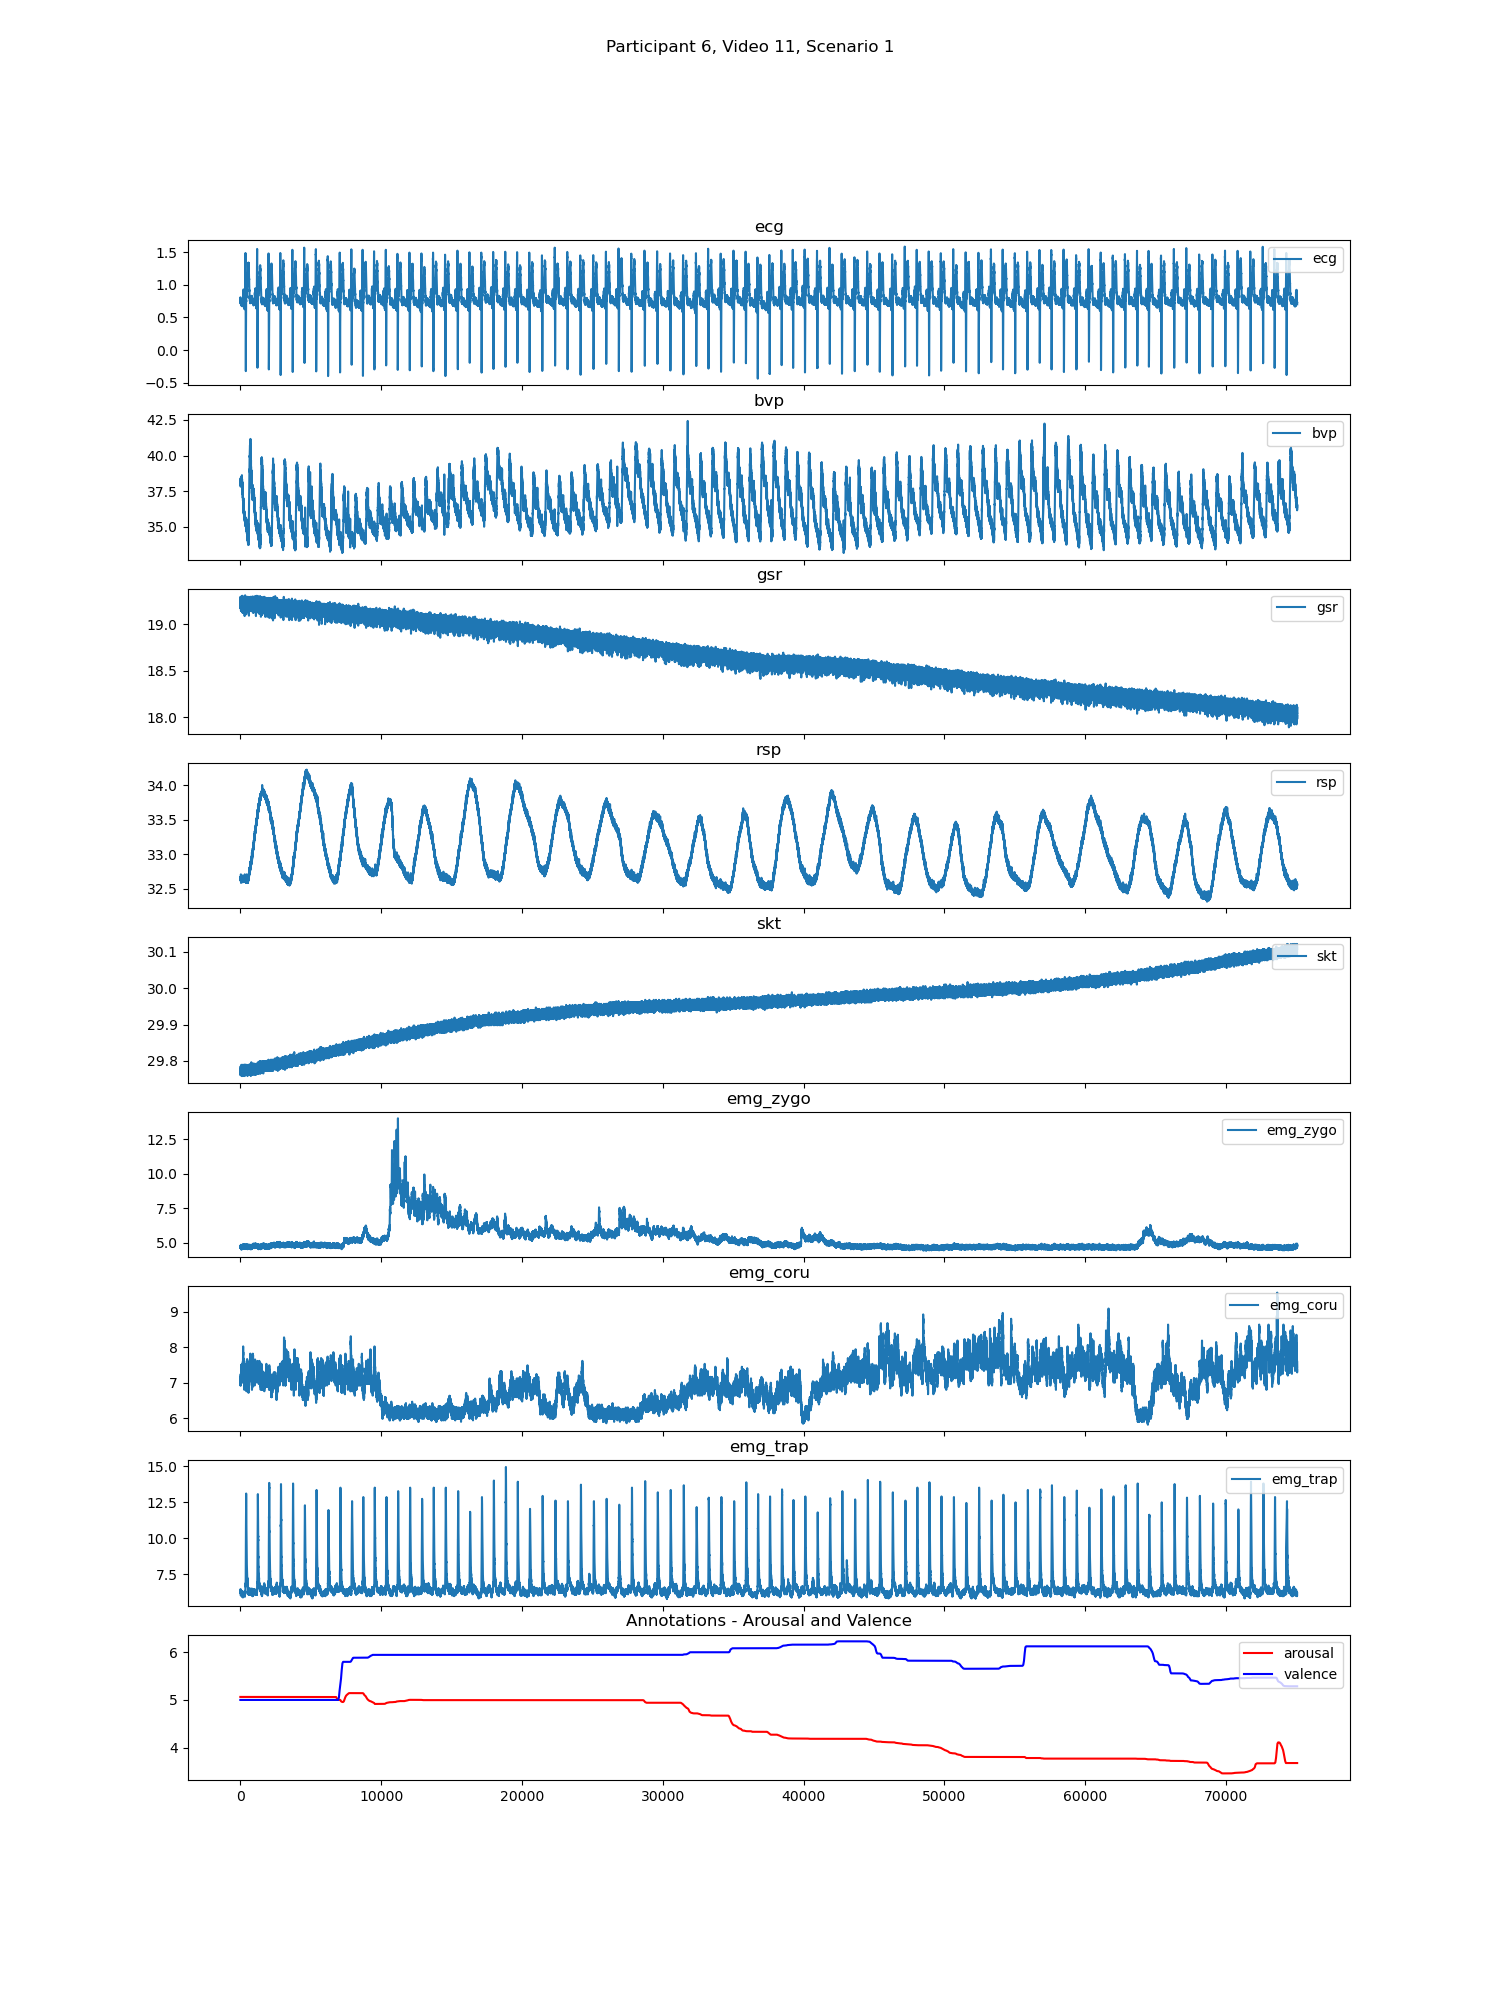 Participant 6, Video 11, Scenario 1
ecg
1.5
1.0
0.5
0.0
−0.5
ecg
bvp
42.5
40.0
37.5
35.0
bvp
gsr
19.0
18.5
18.0
gsr
rsp
34.0
33.5
33.0
32.5
rsp
skt
30.1
30.0
29.9
29.8
skt
emg_zygo
12.5
10.0
7.5
5.0
emg_zygo
emg_coru
9
8
7
6
emg_coru
emg_trap
15.0
12.5
10.0
7.5
emg_trap
Annotations - Arousal and Valence
6
5
4
arousal
valence
0 10000 20000 30000 40000 50000 60000 70000